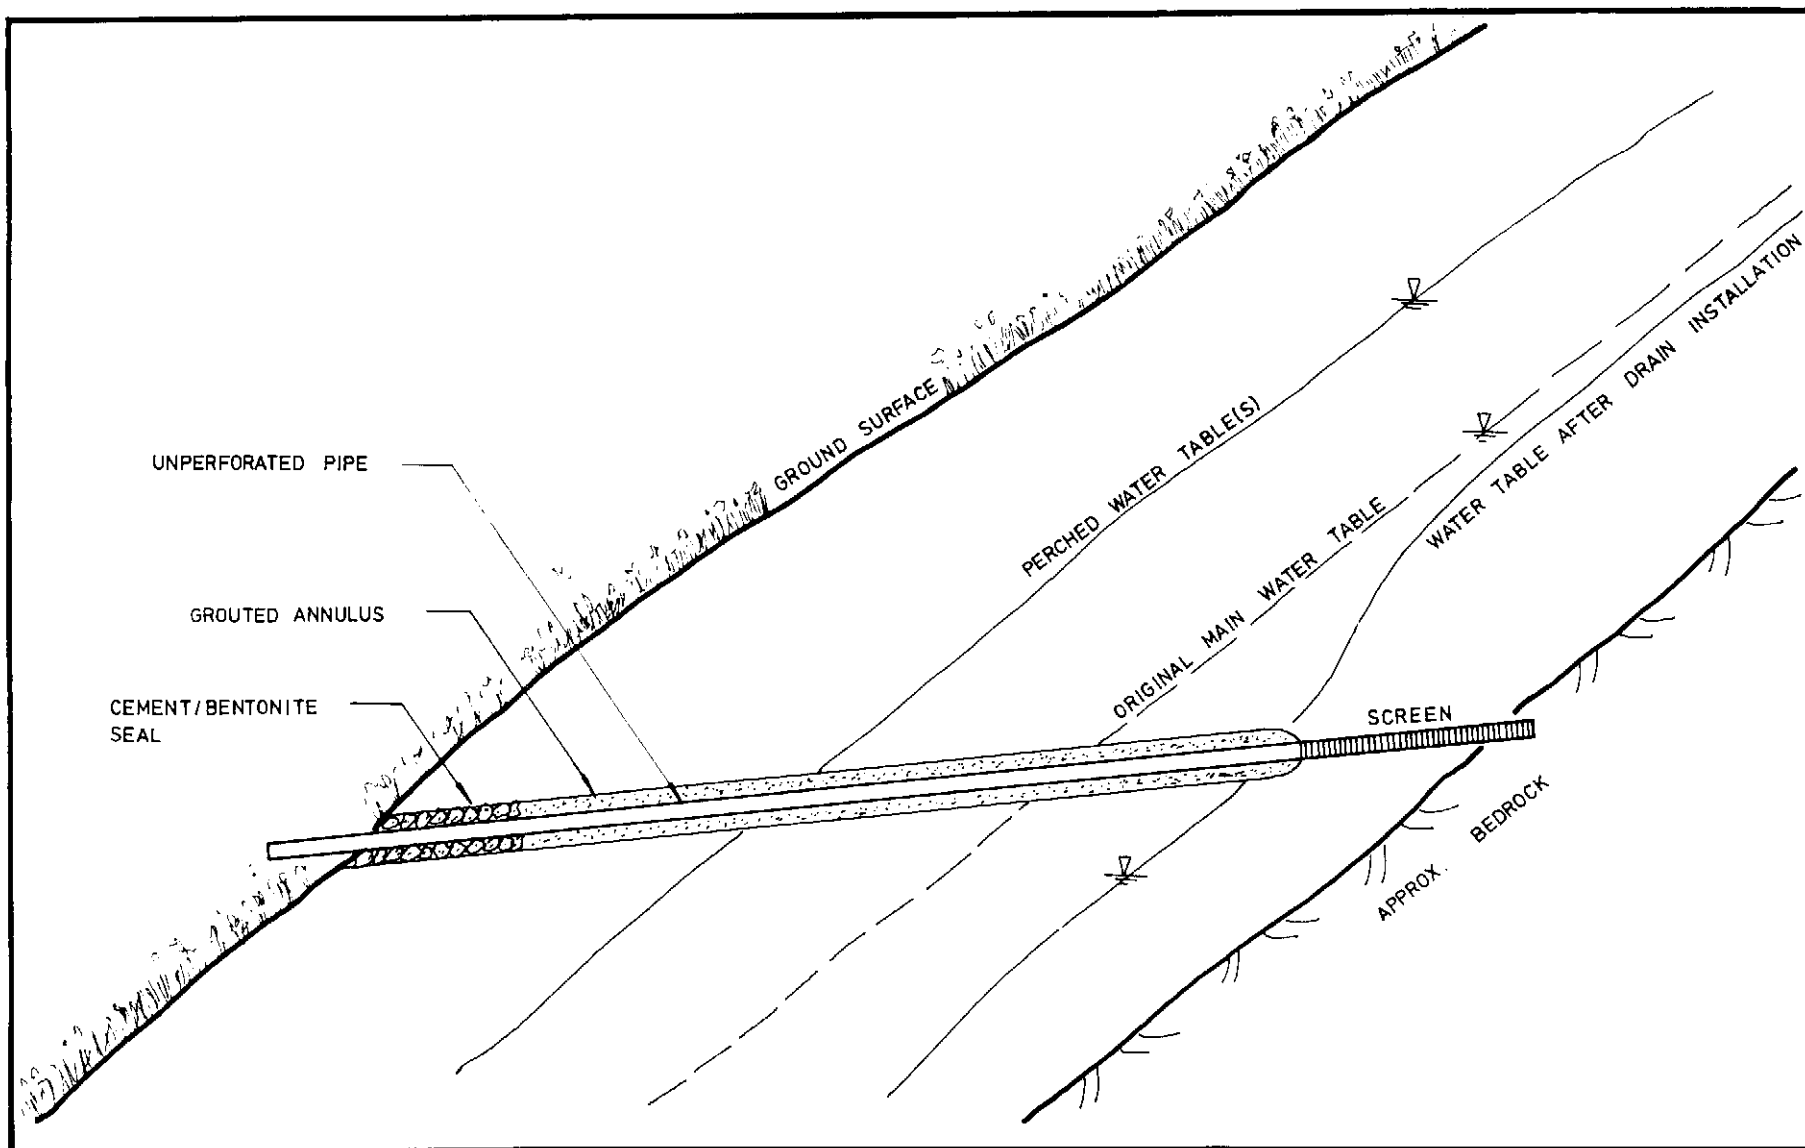 GROUND SURFACE
UNPERFORATED PIPE
GROUTED ANNULUS
CEMENT/BENTONITE
SEAL
PERCHED WATER TABLE(S)
ORIGINAL MAIN WATER TABLE
WATER TABLE AFTER DRAIN INSTALLATION
SCREEN
APPROX. BEDROCK